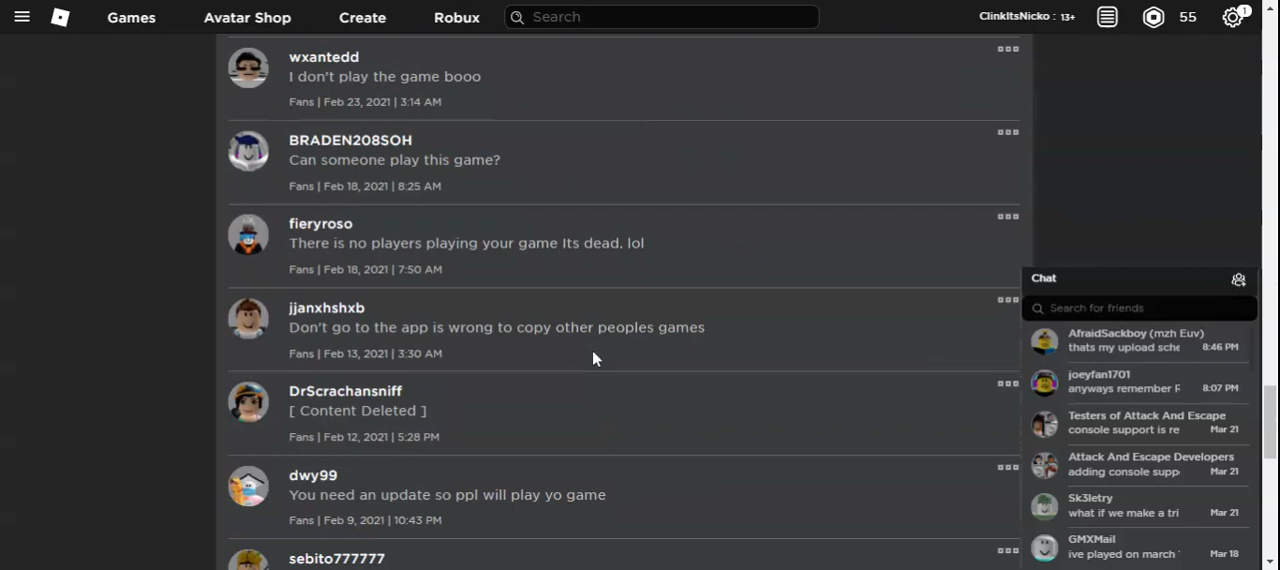 Games
Avatar Shop
Create
Robux
Search
ClinkItsNicko : 13+
55
1
wxantedd
I don't play the game booo
Fans | Feb 23, 2021 | 3:14 AM
BRADEN208SOH
Can someone play this game?
Fans | Feb 18, 2021 | 8:25 AM
fieryroso
There is no players playing your game Its dead. lol
Fans | Feb 18, 2021 | 7:50 AM
jjanxhshxb
Don't go to the app is wrong to copy other peoples games
Fans | Feb 13, 2021 | 3:30 AM
DrScrachansniff
[ Content Deleted ]
Fans | Feb 12, 2021 | 5:28 PM
dwy99
You need an update so ppl will play yo game
Fans | Feb 9, 2021 | 10:43 PM
sebito777777
Chat
Search for friends
AfraidSackboy (mzh Euv)
thats my upload sche 8:46 PM
joeyfan1701
anyways remember F 8:07 PM
Testers of Attack And Escape
console support is re Mar 21
Attack And Escape Developers
adding console supp Mar 21
Sk3letry
what if we make a tri Mar 21
GMXMail
ive played on march Mar 18